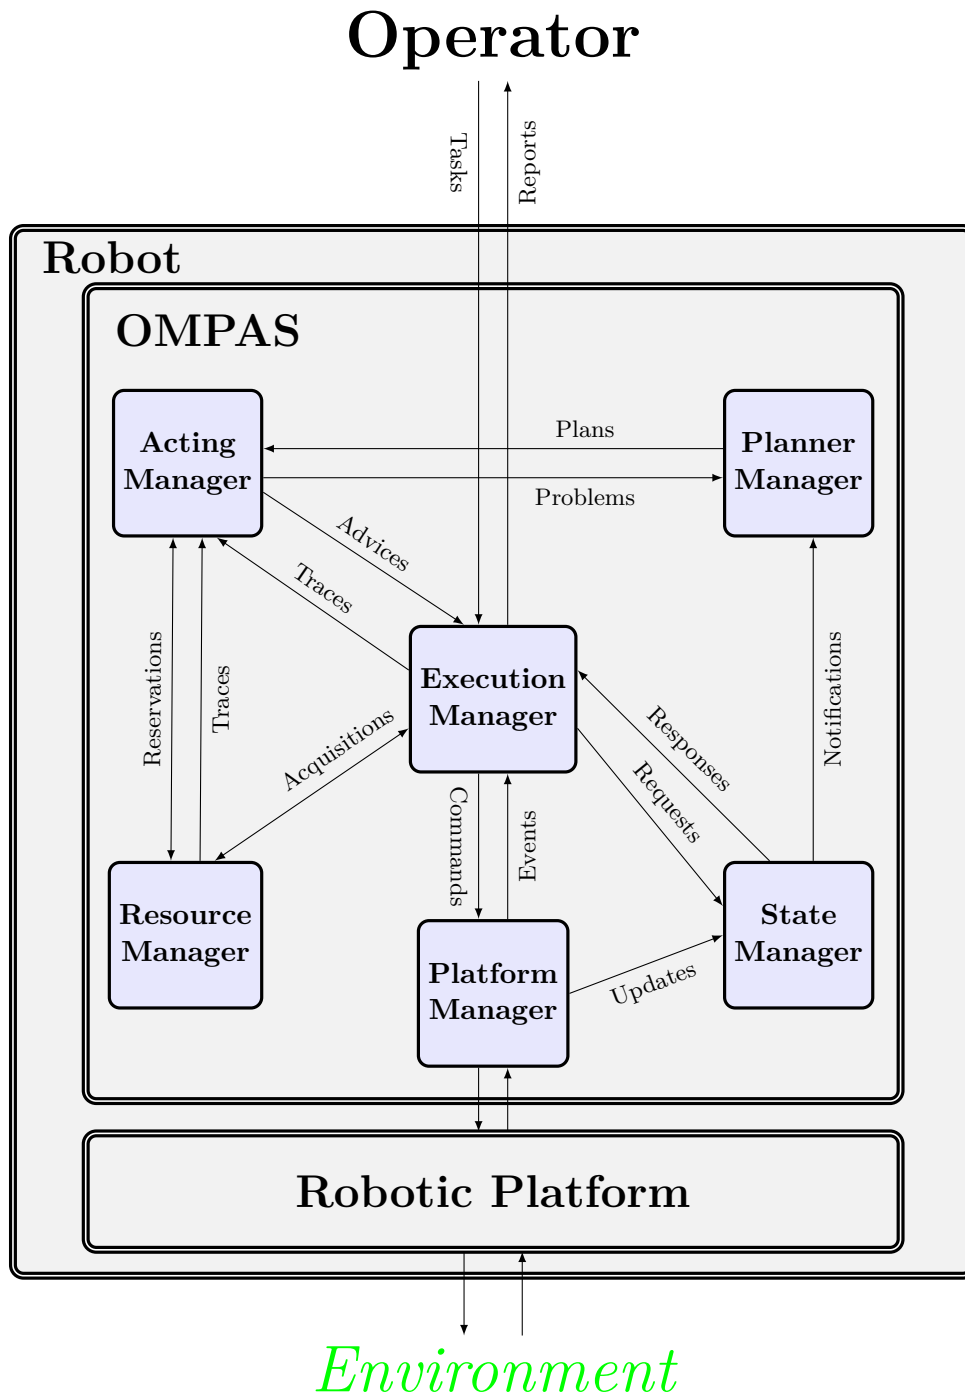 Operator
Tasks
Reports
Robot
OMPAS
Acting
Manager
Plans
Problems
Planner
Manager
Advices
Traces
Reservations
Traces
Execution
Manager
Acquisitions
Responses
Requests
Notifications
Commands
Events
Resource
Manager
Platform
Manager
Updates
State
Manager
Robotic Platform
Environment